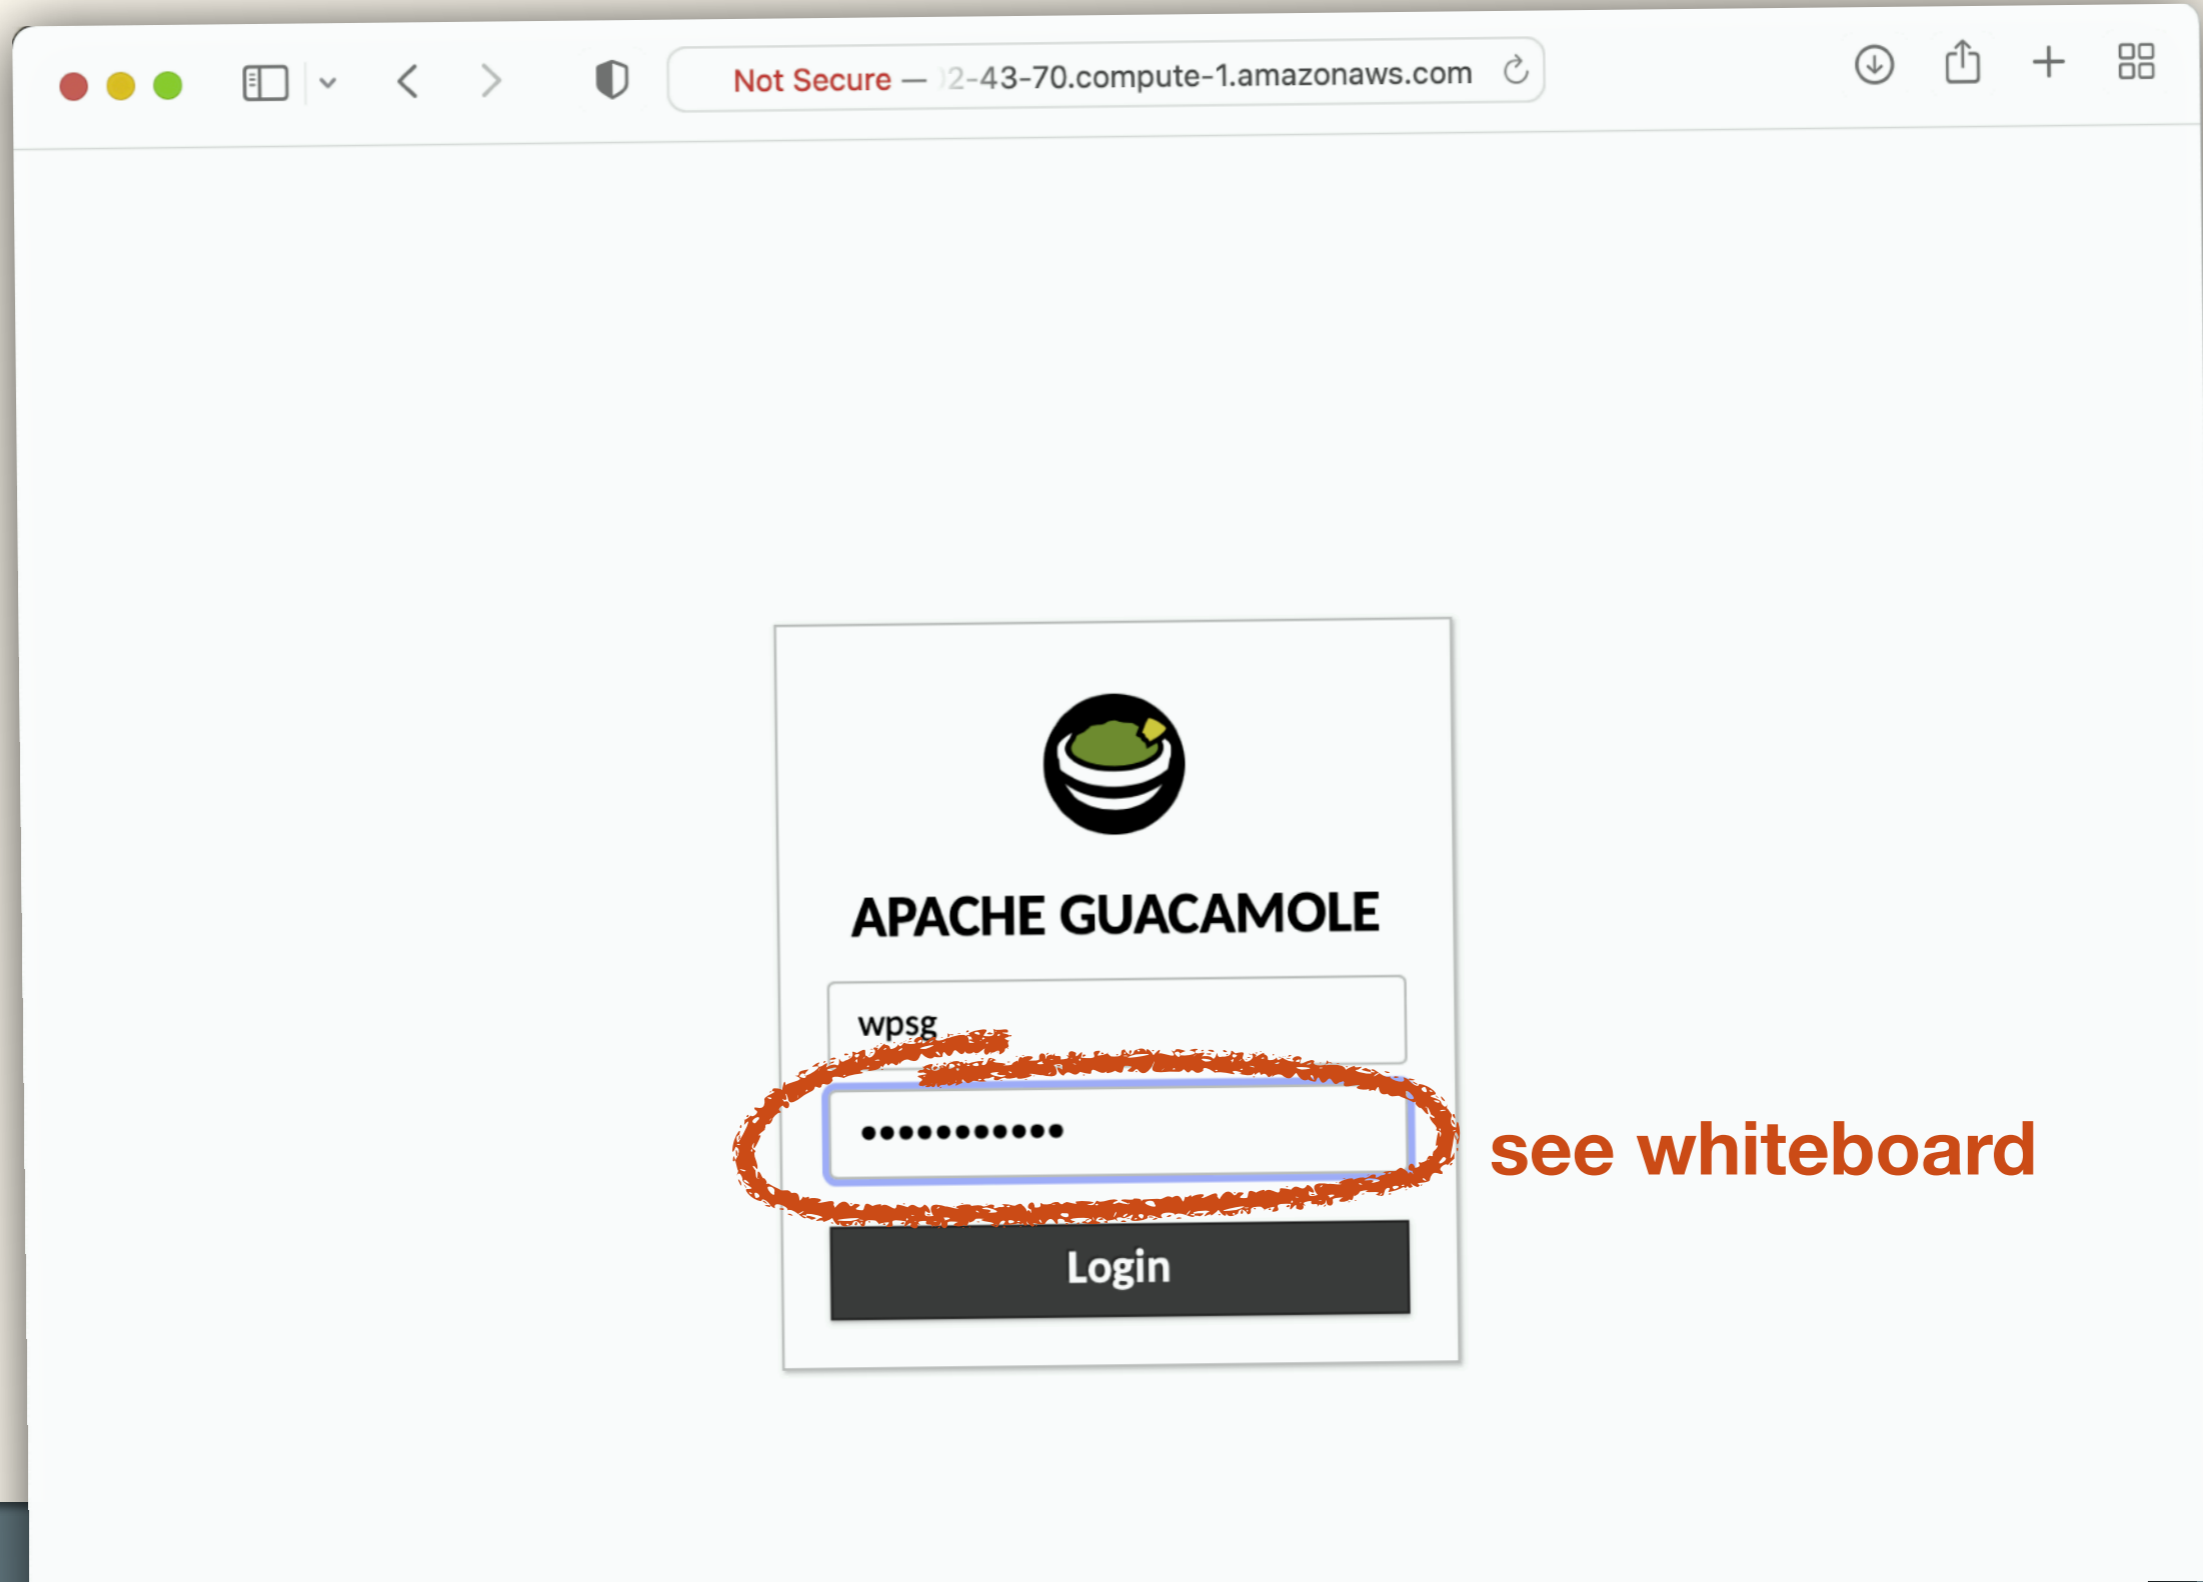 Not Secure — 2-43-70.compute-1.amazonaws.com
APACHE GUACAMOLE
wpsg
•••••••••••
see whiteboard
Login